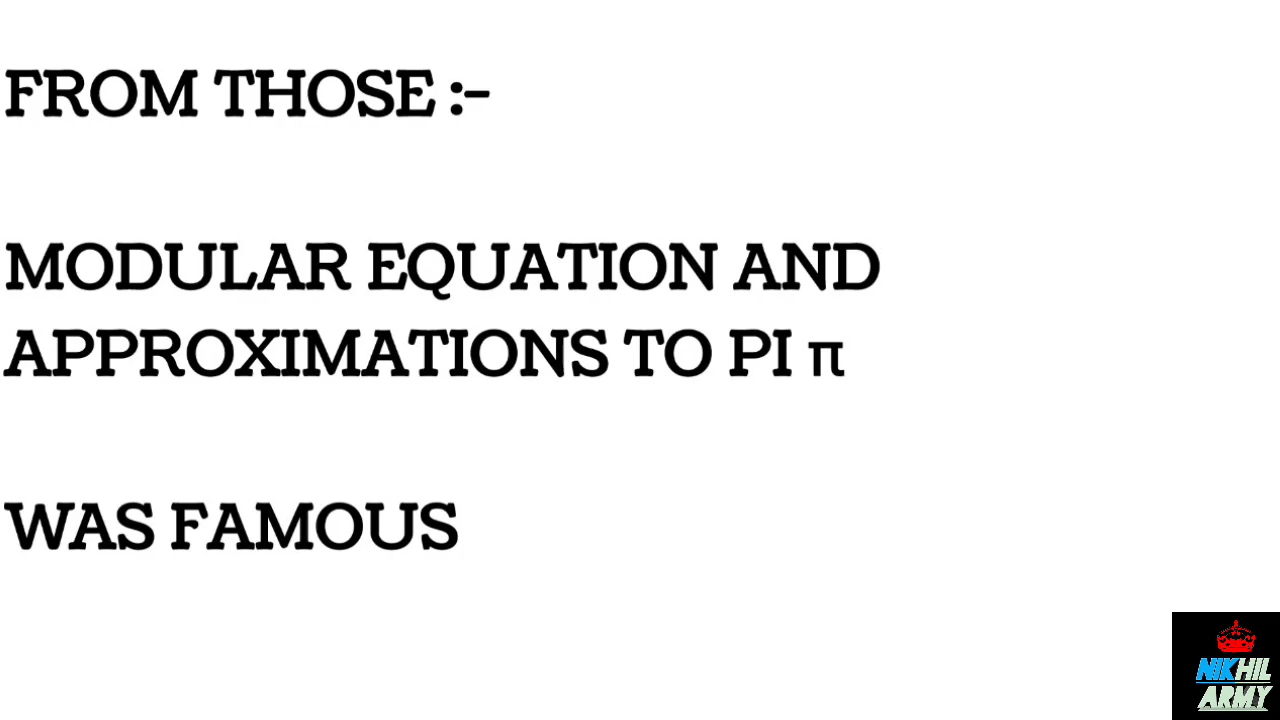 FROM THOSE :-
MODULAR EQUATION AND
APPROXIMATIONS TO PI π
WAS FAMOUS
NIKHIL
ARMY